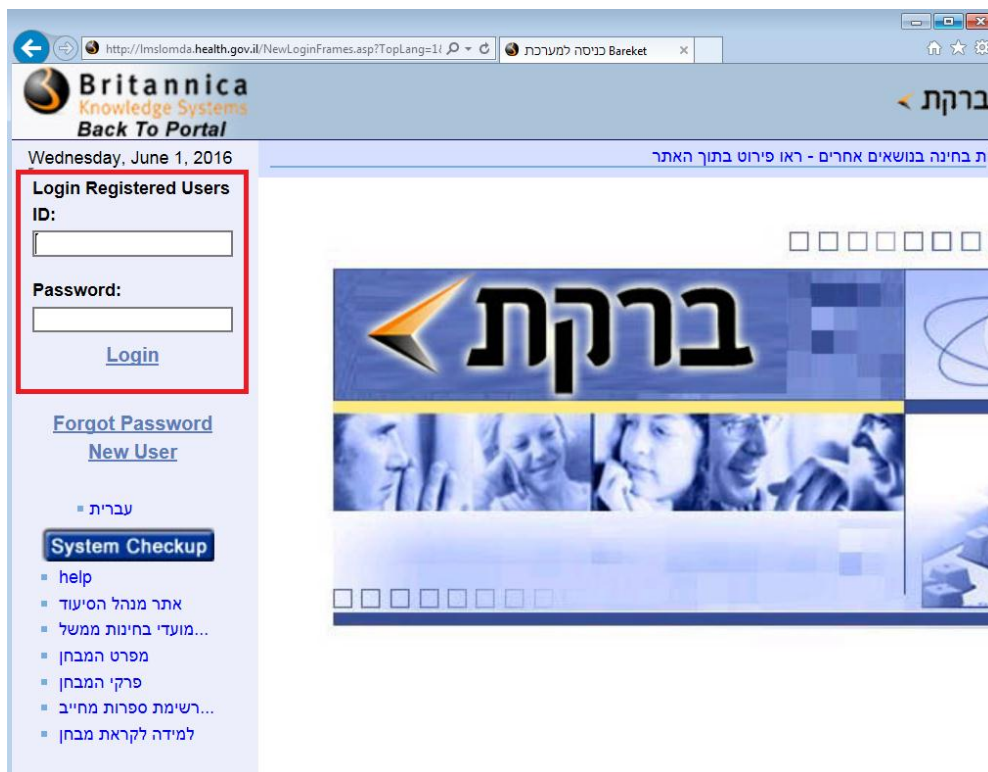 http://lmslomda.health.gov.il/NewLoginFrames.asp?TopLang=1
כניסה למערכת Bareket
Britannica
Knowledge Systems
Back To Portal
ברקת
Wednesday, June 1, 2016
ת בחינה בנושאים אחרים - ראו פירוט בתוך האתר
Login Registered Users
ID:
Password:
Login
Forgot Password
New User
עברית
System Checkup
help
אתר מנהל הסיעוד
מועדי בחינות ממשל...
מפרט המבחן
פרקי המבחן
רשימת ספרות מחייב...
למידה לקראת מבחן
ברקת